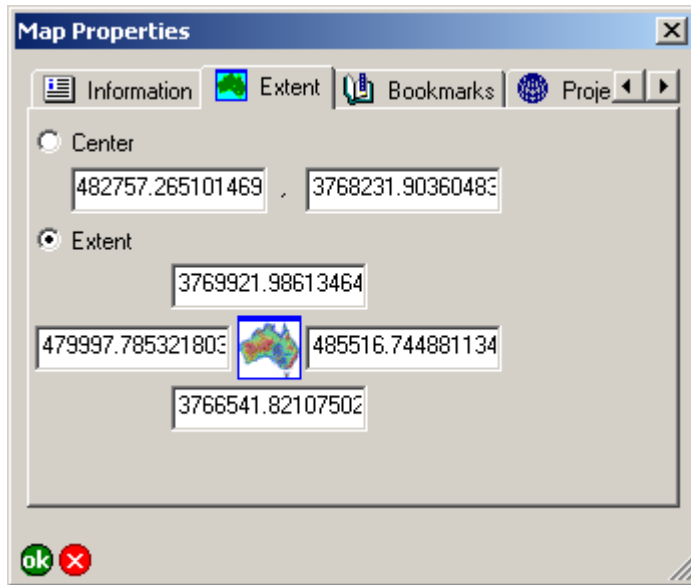 Map Properties
Information Extent Bookmarks Proje
Center
482757.265101469 , 3768231.90360483
Extent
3769921.98613464
479997.785321803 485516.744881134
3766541.82107502
ok